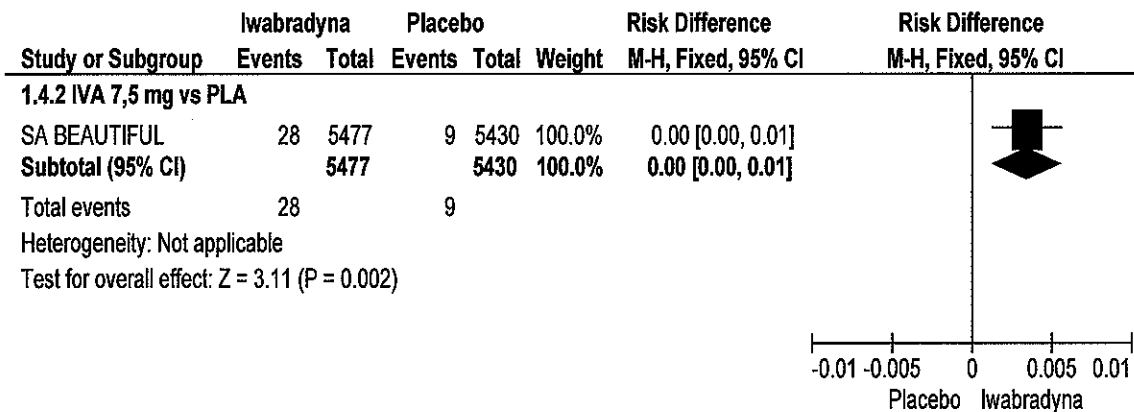 Iwabradyna Placebo Risk Difference Risk Difference
Study or Subgroup Events Total Events Total Weight M-H, Fixed, 95% CI M-H, Fixed, 95% CI
1.4.2 IVA 7,5 mg vs PLA
SA BEAUTIFUL 28 5477 9 5430 100.0% 0.00 [0.00, 0.01]
Subtotal (95% CI) 5477 5430 100.0% 0.00 [0.00, 0.01]
Total events 28 9
Heterogeneity: Not applicable
Test for overall effect: Z = 3.11 (P = 0.002)
-0.01 -0.005 0 0.005 0.01
Placebo Iwabradyna